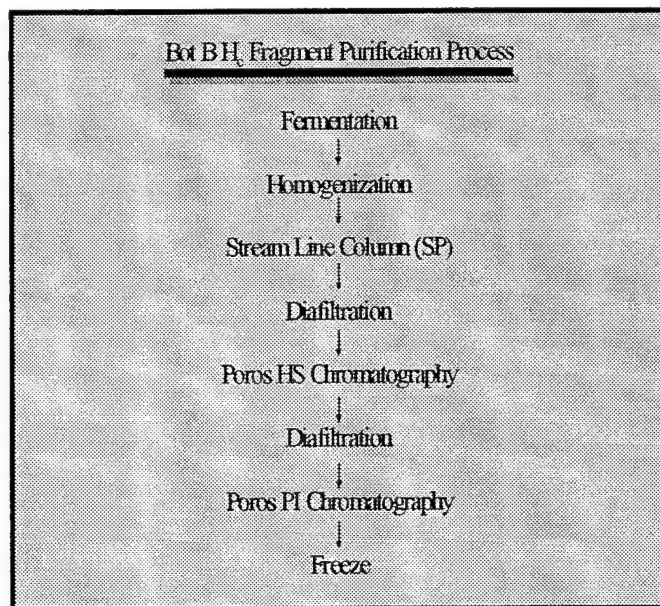 Bot B Hc Fragment Purification Process
Fermentation
Homogenization
Stream Line Column (SP)
Diafiltration
Poros HS Chromatography
Diafiltration
Poros PI Chromatography
Freeze